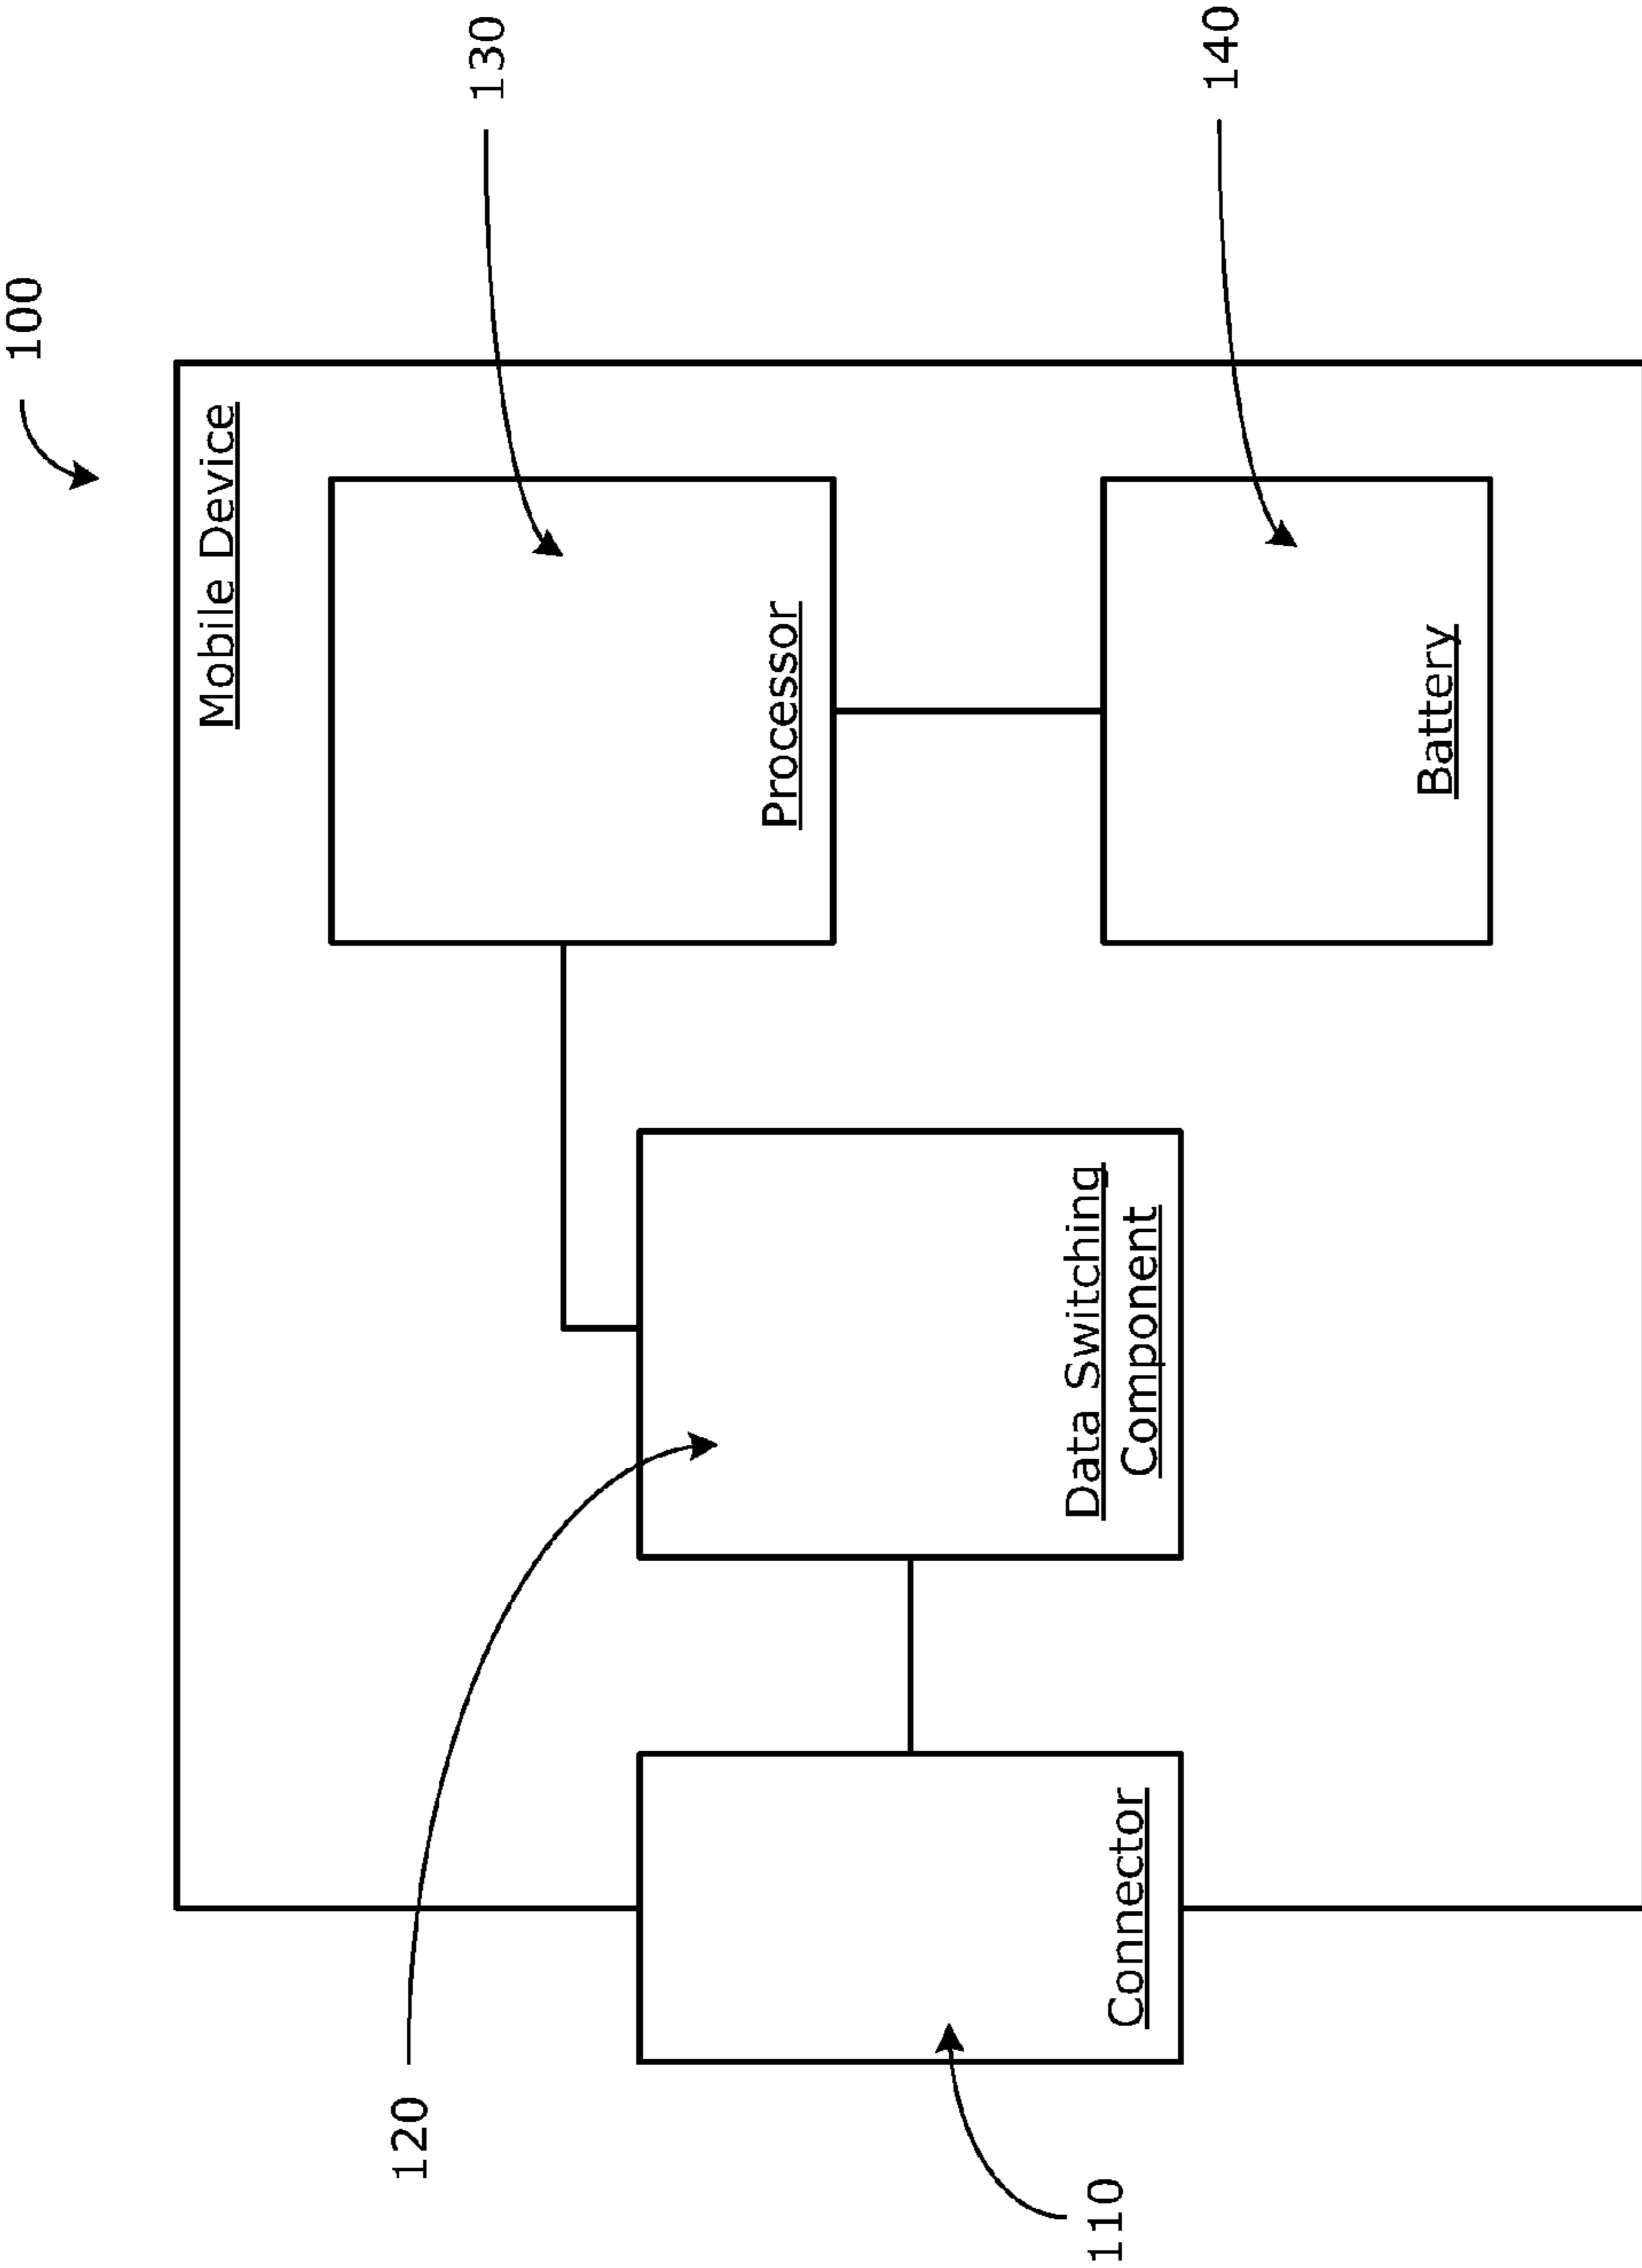 100
Mobile Device
130
Processor
120
Data Switching
Component
Connector
110
Battery
140